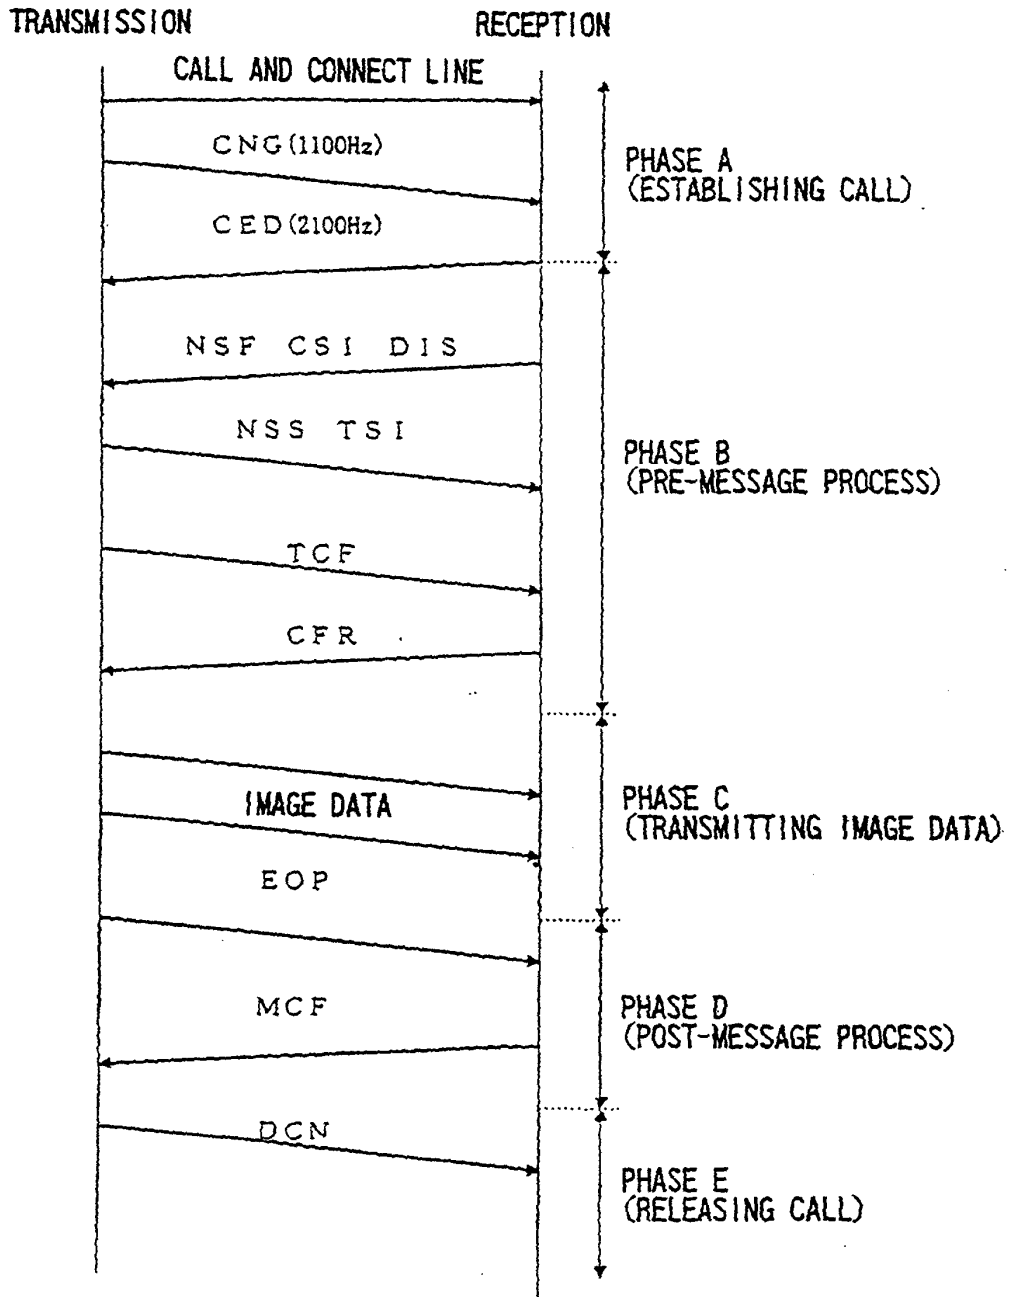 TRANSMISSION
RECEPTION
CALL AND CONNECT LINE
CNG(1100Hz)
PHASE A
(ESTABLISHING CALL)
CED(2100Hz)
NSF CSI DIS
NSS TSI
PHASE B
(PRE-MESSAGE PROCESS)
TCF
CFR
IMAGE DATA
PHASE C
(TRANSMITTING IMAGE DATA)
EOP
MCF
PHASE D
(POST-MESSAGE PROCESS)
DCN
PHASE E
(RELEASING CALL)